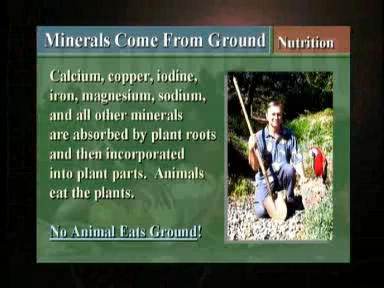 Minerals Come From Ground
Nutrition
Calcium, copper, iodine,
iron, magnesium, sodium,
and all other minerals
are absorbed by plant roots
and then incorporated
into plant parts.  Animals
eat the plants.
No Animal Eats Ground!